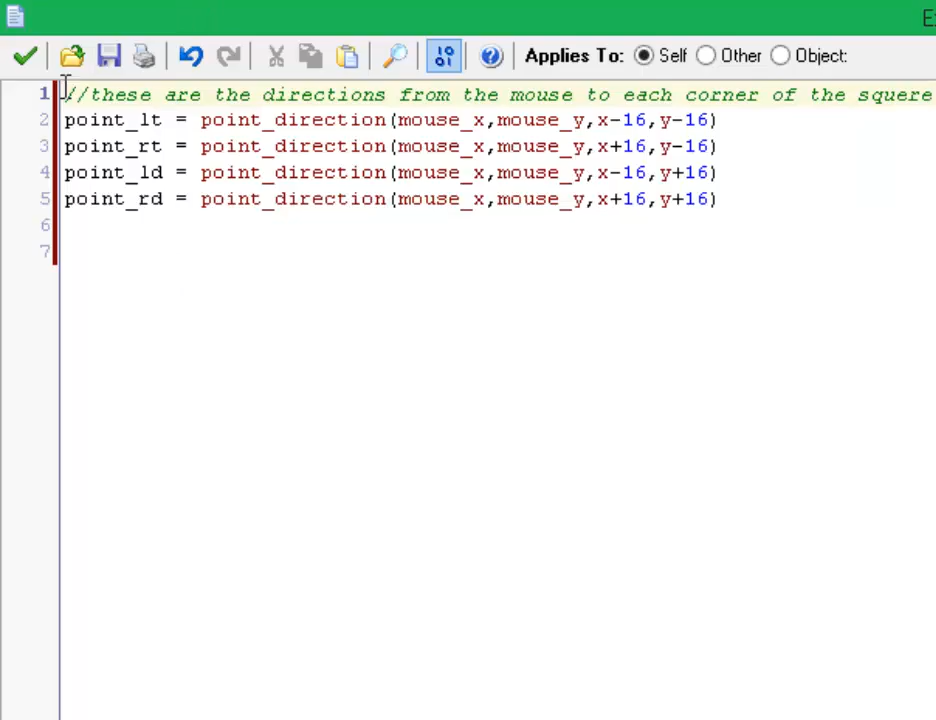 Applies To: Self Other Object:
1 //these are the directions from the mouse to each corner of the squere
2 point_lt = point_direction(mouse_x,mouse_y,x-16,y-16)
3 point_rt = point_direction(mouse_x,mouse_y,x+16,y-16)
4 point_ld = point_direction(mouse_x,mouse_y,x-16,y+16)
5 point_rd = point_direction(mouse_x,mouse_y,x+16,y+16)
6
7